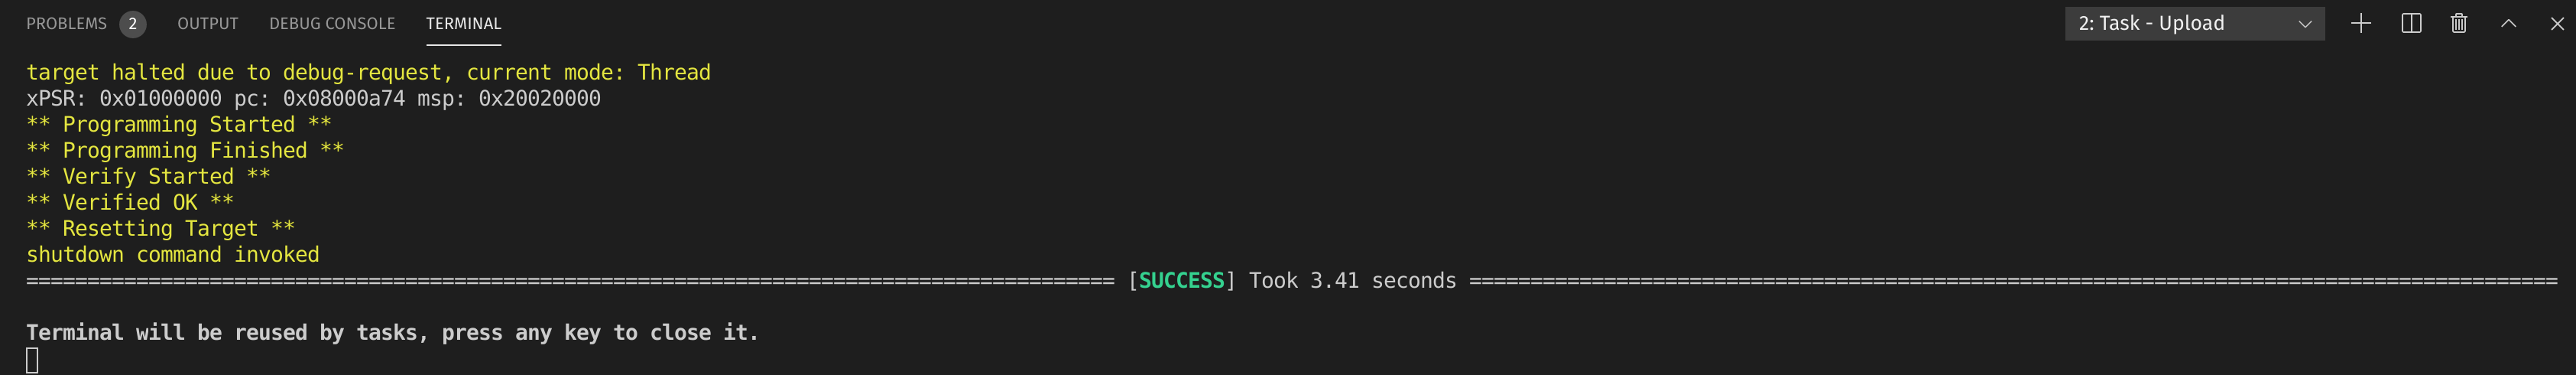 PROBLEMS 2 OUTPUT DEBUG CONSOLE TERMINAL 2: Task - Upload
target halted due to debug-request, current mode: Thread
xPSR: 0x01000000 pc: 0x08000a74 msp: 0x20020000
** Programming Started **
** Programming Finished **
** Verify Started **
** Verified OK **
** Resetting Target **
shutdown command invoked
========================================================================================= [SUCCESS] Took 3.41 seconds =========================================================================================
Terminal will be reused by tasks, press any key to close it.